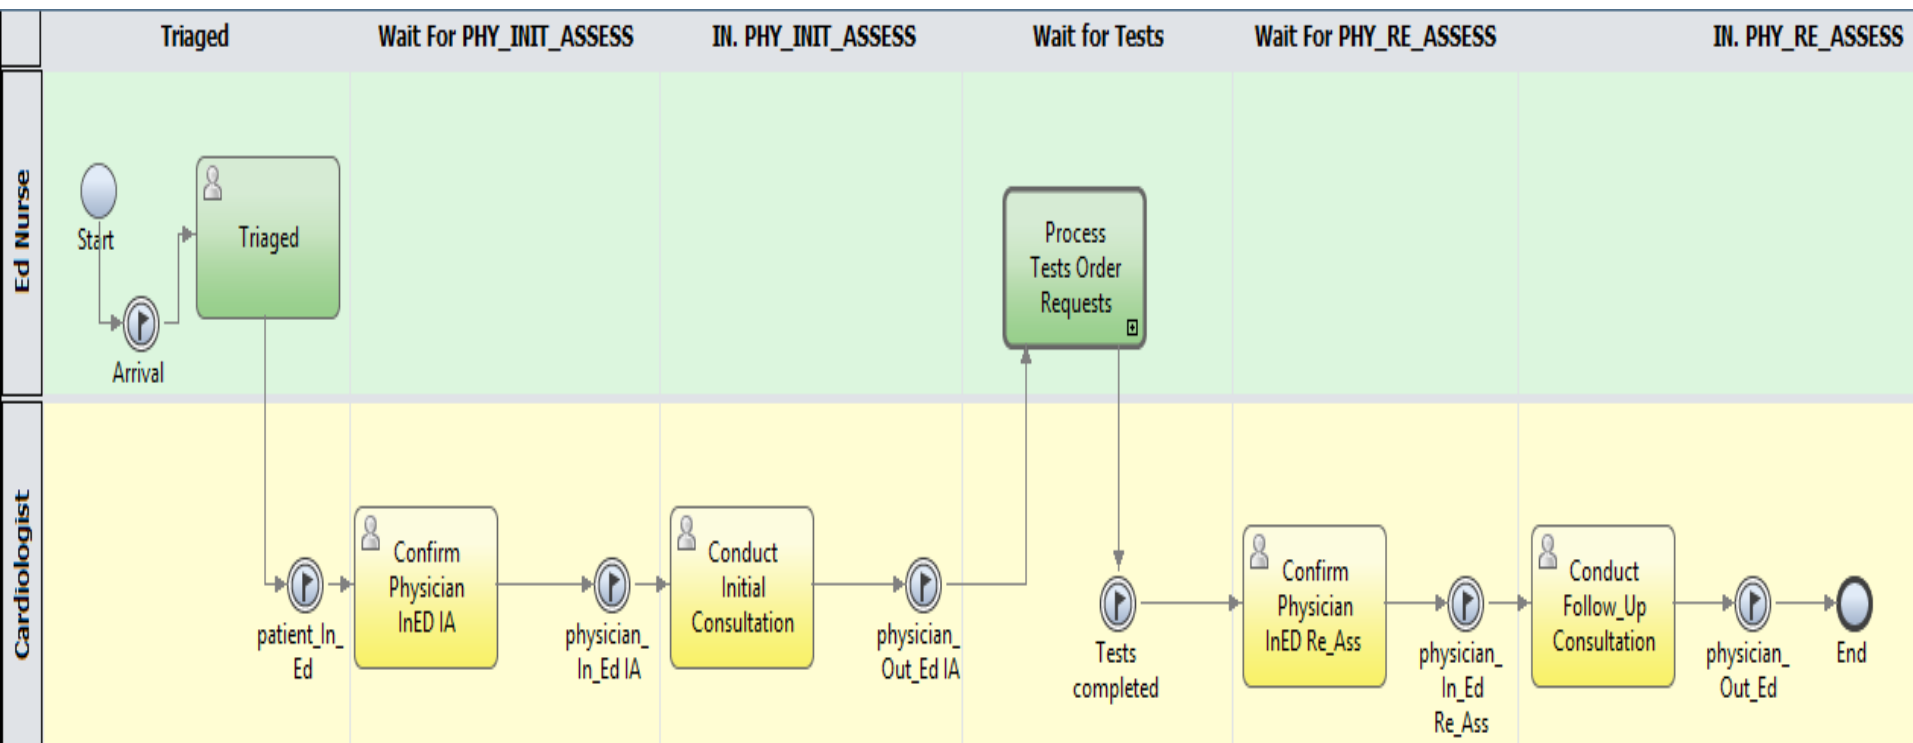 Triaged
Wait For PHY_INIT_ASSESS
IN. PHY_INIT_ASSESS
Wait for Tests
Wait For PHY_RE_ASSESS
IN. PHY_RE_ASSESS
Ed Nurse
Start
Arrival
Triaged
Process
Tests Order
Requests
Cardiologist
patient_In_
Ed
Confirm
Physician
InED IA
physician_
In_Ed IA
Conduct
Initial
Consultation
physician_
Out_Ed IA
Tests
completed
Confirm
Physician
InED Re_Ass
physician_
In_Ed
Re_Ass
Conduct
Follow_Up
Consultation
physician_
Out_Ed
End